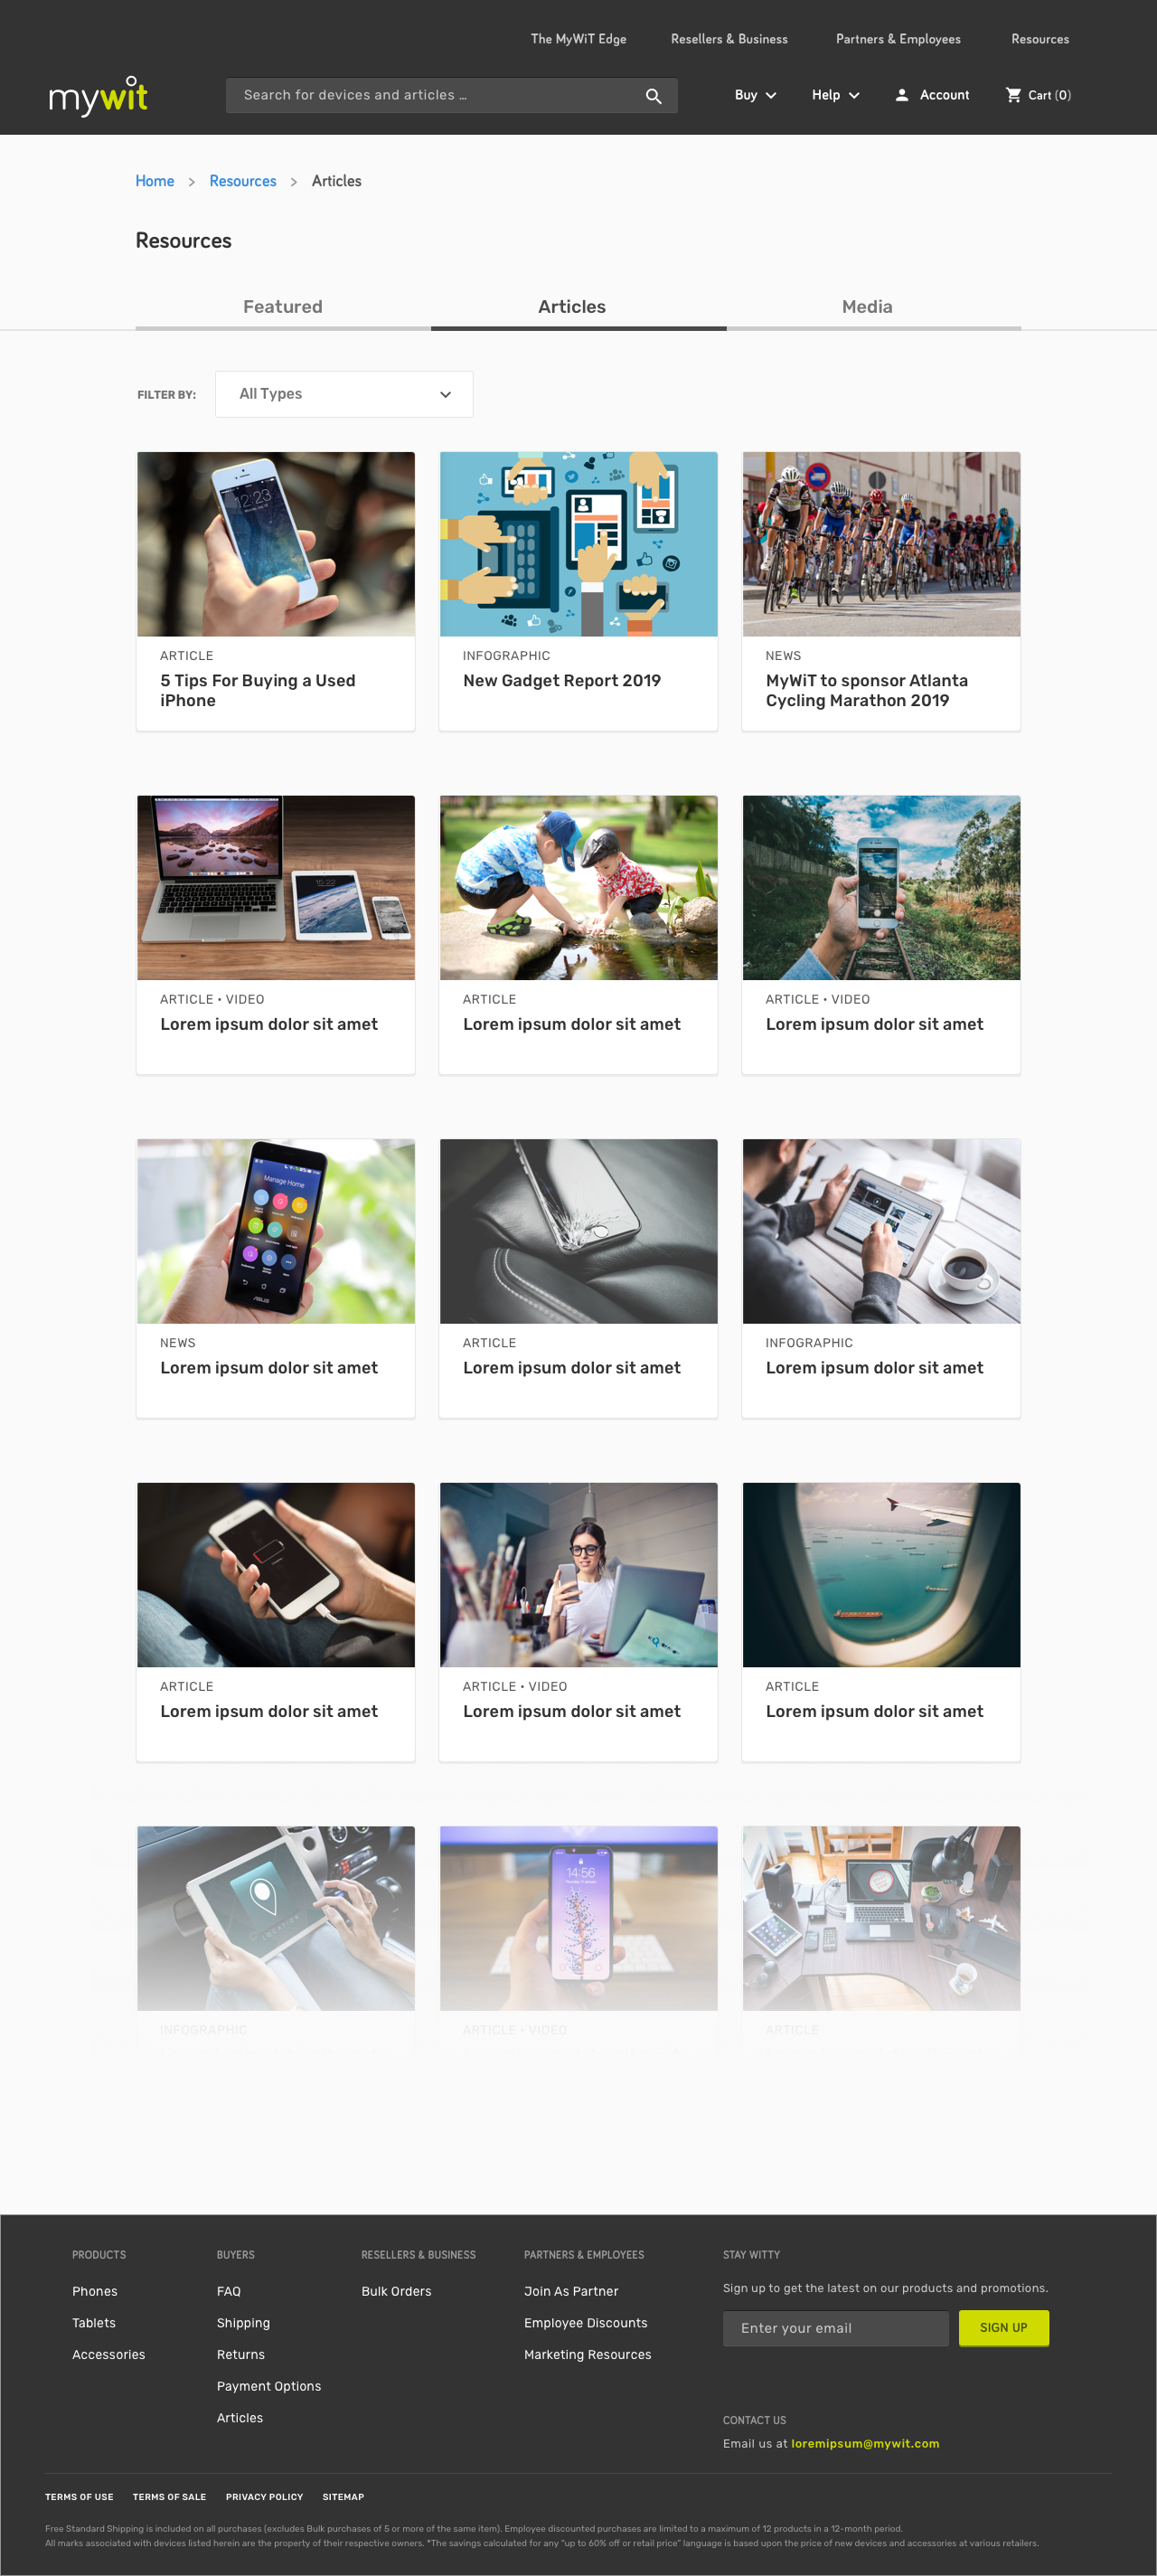 The MyWiT Edge Resellers & Business Partners & Employees Resources
mywit Search for devices and articles ... Buy Help Account Cart (0)
Home > Resources > Articles
Resources
Featured Articles Media
FILTER BY: All Types
12:23
ARTICLE INFOGRAPHIC NEWS
5 Tips For Buying a Used New Gadget Report 2019 MyWiT to sponsor Atlanta
iPhone Cycling Marathon 2019
15:22
ARTICLE • VIDEO ARTICLE ARTICLE • VIDEO
Lorem ipsum dolor sit amet Lorem ipsum dolor sit amet Lorem ipsum dolor sit amet
Manage Home
ASUS
NEWS ARTICLE INFOGRAPHIC
Lorem ipsum dolor sit amet Lorem ipsum dolor sit amet Lorem ipsum dolor sit amet
ARTICLE ARTICLE • VIDEO ARTICLE
Lorem ipsum dolor sit amet Lorem ipsum dolor sit amet Lorem ipsum dolor sit amet
14:56
LOCATION
INFOGRAPHIC ARTICLE • VIDEO ARTICLE
PRODUCTS BUYERS RESELLERS & BUSINESS PARTNERS & EMPLOYEES STAY WITTY
Phones FAQ Bulk Orders Join As Partner Sign up to get the latest on our products and promotions.
Tablets Shipping Employee Discounts Enter your email SIGN UP
Accessories Returns Marketing Resources
Payment Options
Articles CONTACT US
Email us at loremipsum@mywit.com
TERMS OF USE TERMS OF SALE PRIVACY POLICY SITEMAP
Free Standard Shipping is included on all purchases (excludes Bulk purchases of 5 or more of the same item). Employee discounted purchases are limited to a maximum of 12 products in a 12-month period.
All marks associated with devices listed herein are the property of their respective owners. *The savings calculated for any "up to 60% off or retail price" language is based upon the price of new devices and accessories at various retailers.